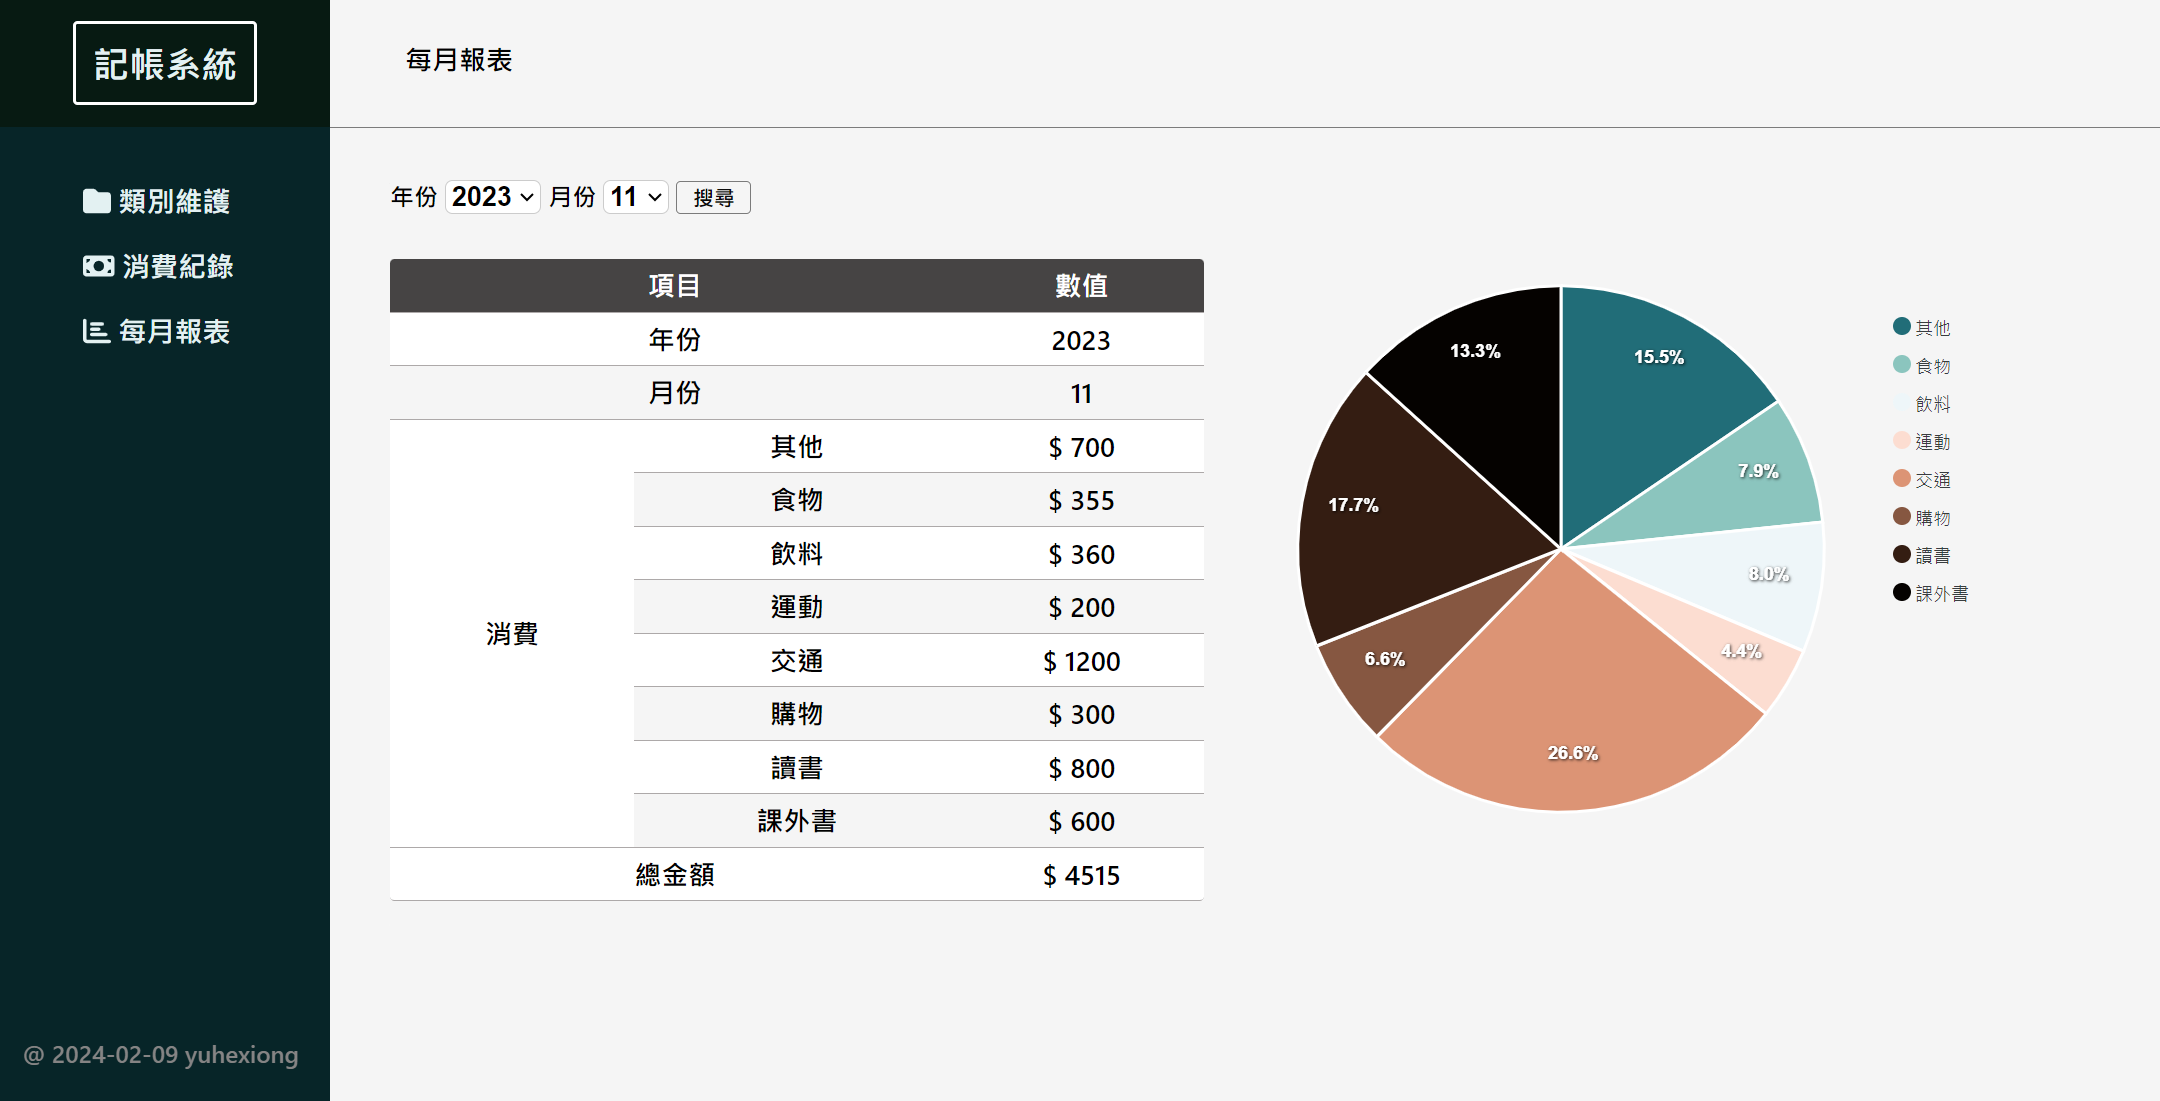 記帳系統
每月報表
類別維護
消費紀錄
每月報表
@ 2024-02-09 yuhexiong
年份 2023 月份 11 搜尋
項目 數值
年份 2023
月份 11
消費
其他 $ 700
食物 $ 355
飲料 $ 360
運動 $ 200
交通 $ 1200
購物 $ 300
讀書 $ 800
課外書 $ 600
總金額 $ 4515
13.3%
15.5%
7.9%
17.7%
8.0%
4.4%
6.6%
26.6%
其他
食物
飲料
運動
交通
購物
讀書
課外書